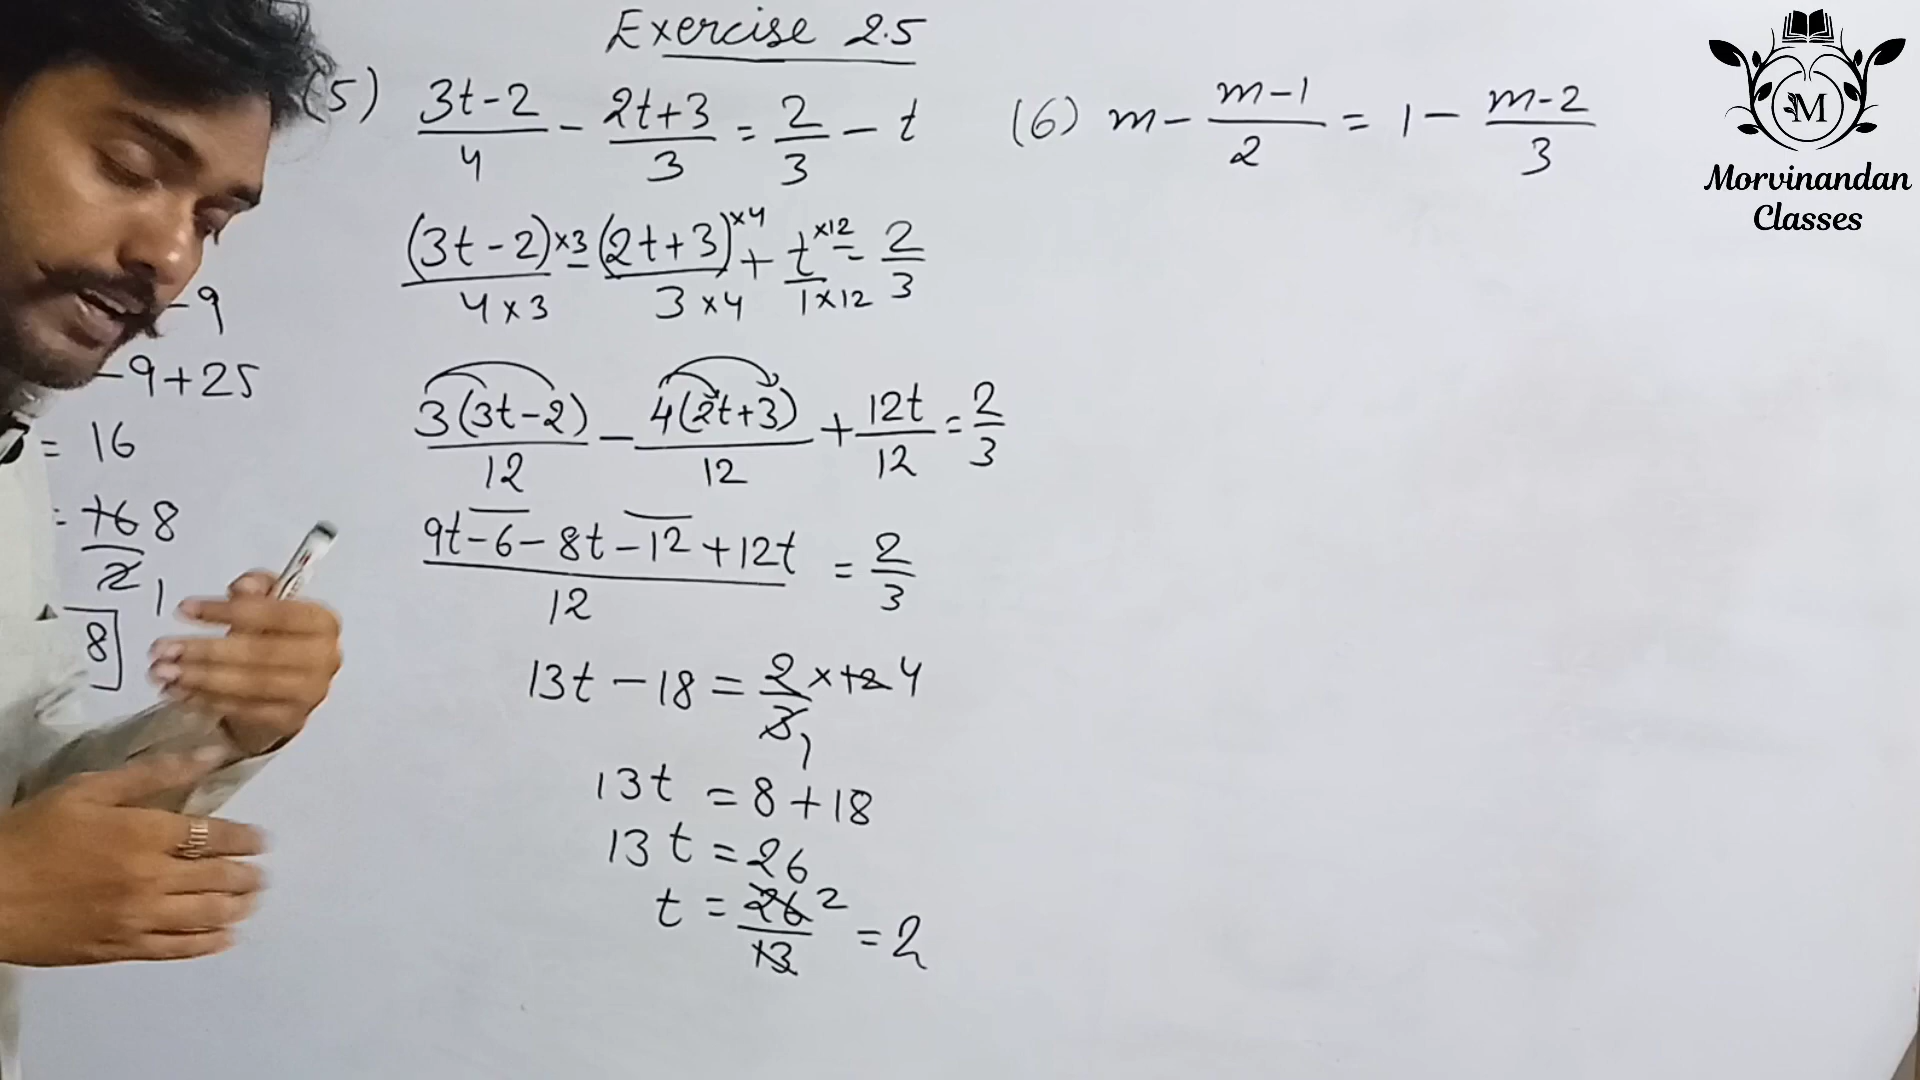 Exercise 2.5
(5) (3t-2)/4 - (2t+3)/3 = 2/3 - t
(3t-2)×3/(4×3) - (2t+3)×4/(3×4) + t×12/(1×12) = 2/3
3(3t-2)/12 - 4(2t+3)/12 + 12t/12 = 2/3
(9t-6-8t-12+12t)/12 = 2/3
13t-18 = 2/3 × 12 4
1
13t = 8+18
13t = 26
t = 26/13 2 = 2
(6) m - (m-1)/2 = 1 - (m-2)/3
-9
-9+25
= 16
= 16/2 8
1
8
M
Morvinandan
Classes